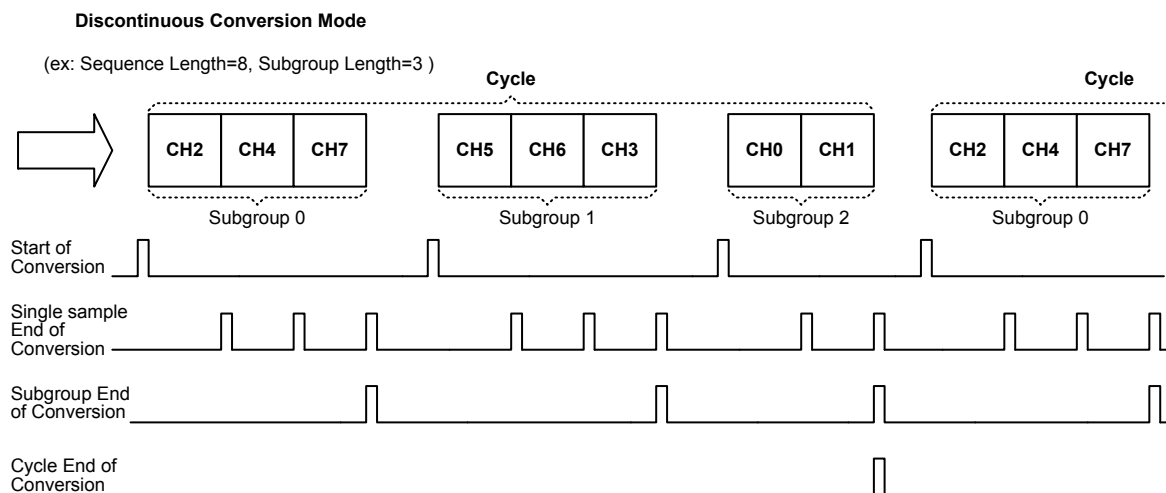 Discontinuous Conversion Mode
(ex: Sequence Length=8, Subgroup Length=3 )
Cycle Cycle
CH2 CH4 CH7 CH5 CH6 CH3 CH0 CH1 CH2 CH4 CH7
Subgroup 0 Subgroup 1 Subgroup 2 Subgroup 0
Start of
Conversion
Single sample
End of
Conversion
Subgroup End
of Conversion
Cycle End of
Conversion